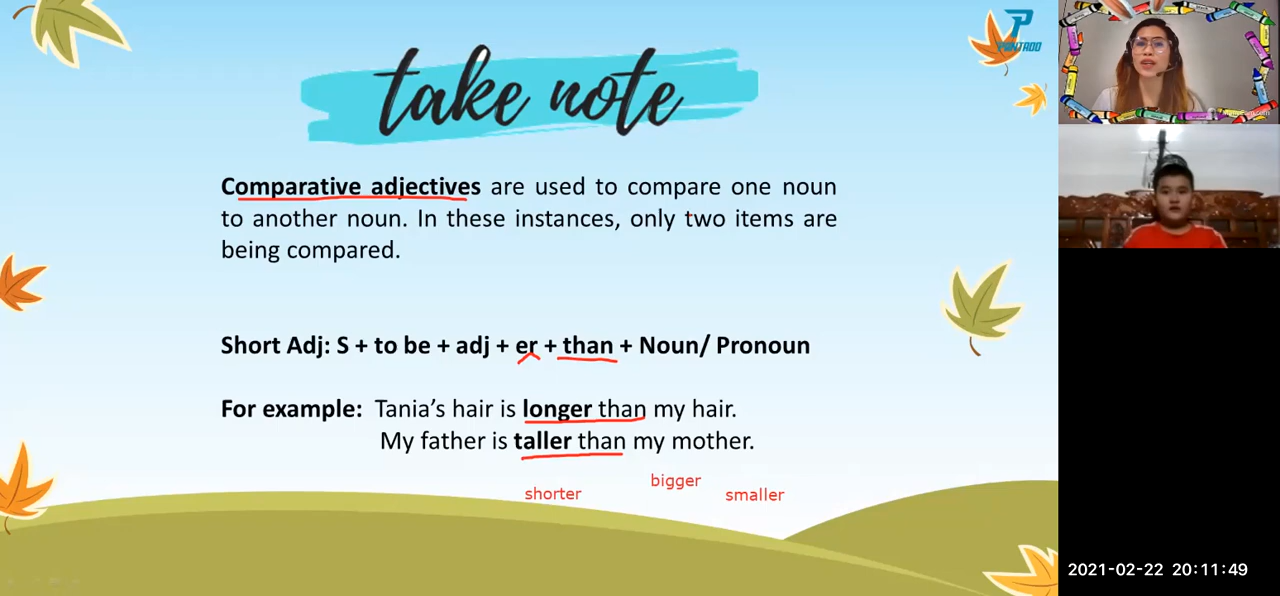 take note
PANTADO
Comparative adjectives are used to compare one noun
to another noun. In these instances, only two items are
being compared.
Short Adj: S + to be + adj + er + than + Noun/ Pronoun
For example: Tania’s hair is longer than my hair.
My father is taller than my mother.
shorter
bigger
smaller
2021-02-22 20:11:49